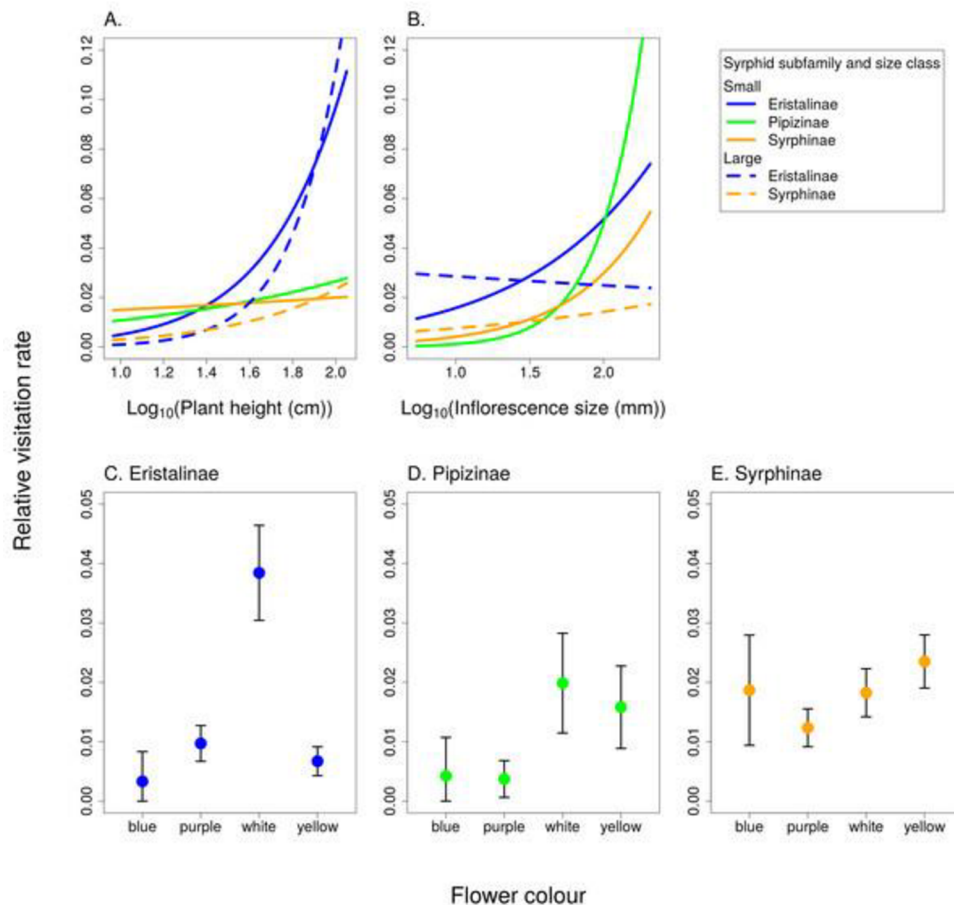 A.
0.00 0.02 0.04 0.06 0.08 0.10 0.12
1.0 1.2 1.4 1.6 1.8 2.0
Log10(Plant height (cm))
B.
0.00 0.02 0.04 0.06 0.08 0.10 0.12
1.0 1.5 2.0
Log10(Inflorescence size (mm))
Syrphid subfamily and size class
Small
Eristalinae
Pipizinae
Syrphinae
Large
Eristalinae
Syrphinae
Relative visitation rate
C. Eristalinae
0.00 0.01 0.02 0.03 0.04 0.05
blue purple white yellow
D. Pipizinae
0.00 0.01 0.02 0.03 0.04 0.05
blue purple white yellow
E. Syrphinae
0.00 0.01 0.02 0.03 0.04 0.05
blue purple white yellow
Flower colour